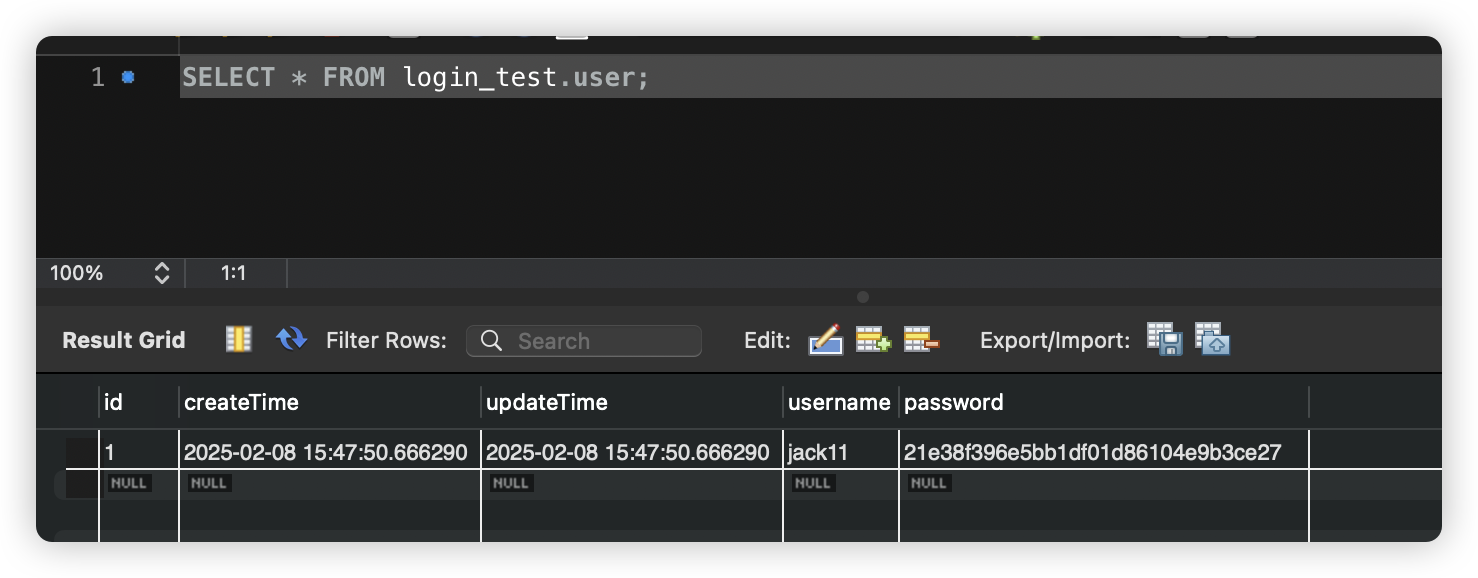 1 SELECT * FROM login_test.user;
100% 1:1
Result Grid Filter Rows: Search Edit: Export/Import:
id createTime updateTime username password
1 2025-02-08 15:47:50.666290 2025-02-08 15:47:50.666290 jack11 21e38f396e5bb1df01d86104e9b3ce27
NULL NULL NULL NULL NULL